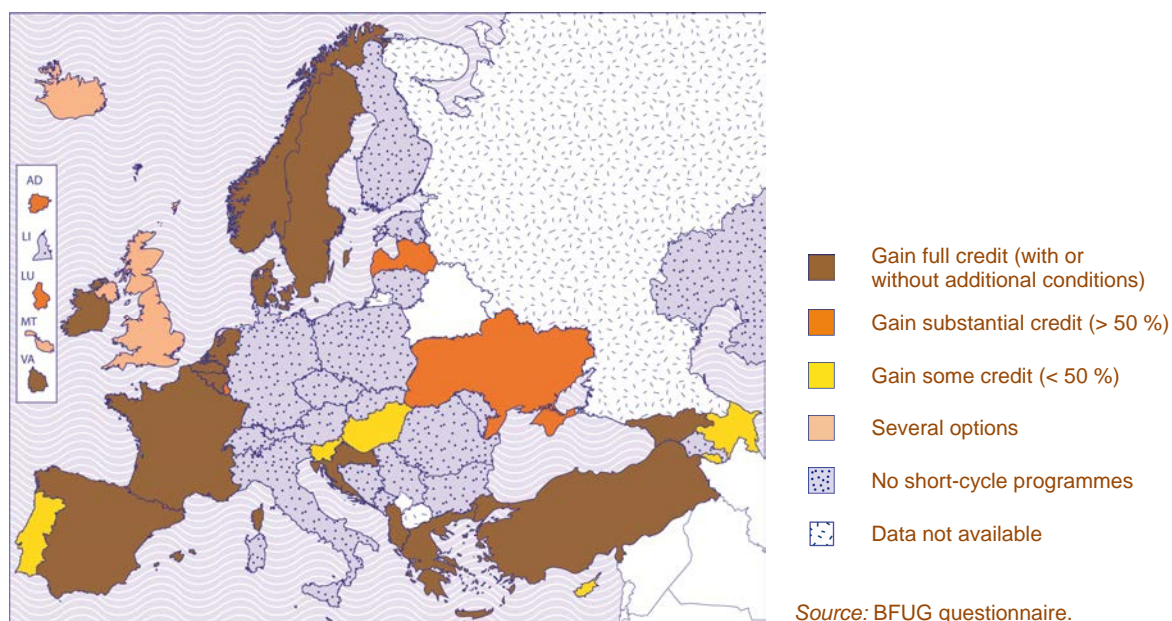 AD
LI
LU
MT
VA
Gain full credit (with or
without additional conditions)
Gain substantial credit (> 50 %)
Gain some credit (< 50 %)
Several options
No short-cycle programmes
Data not available
Source: BFUG questionnaire.